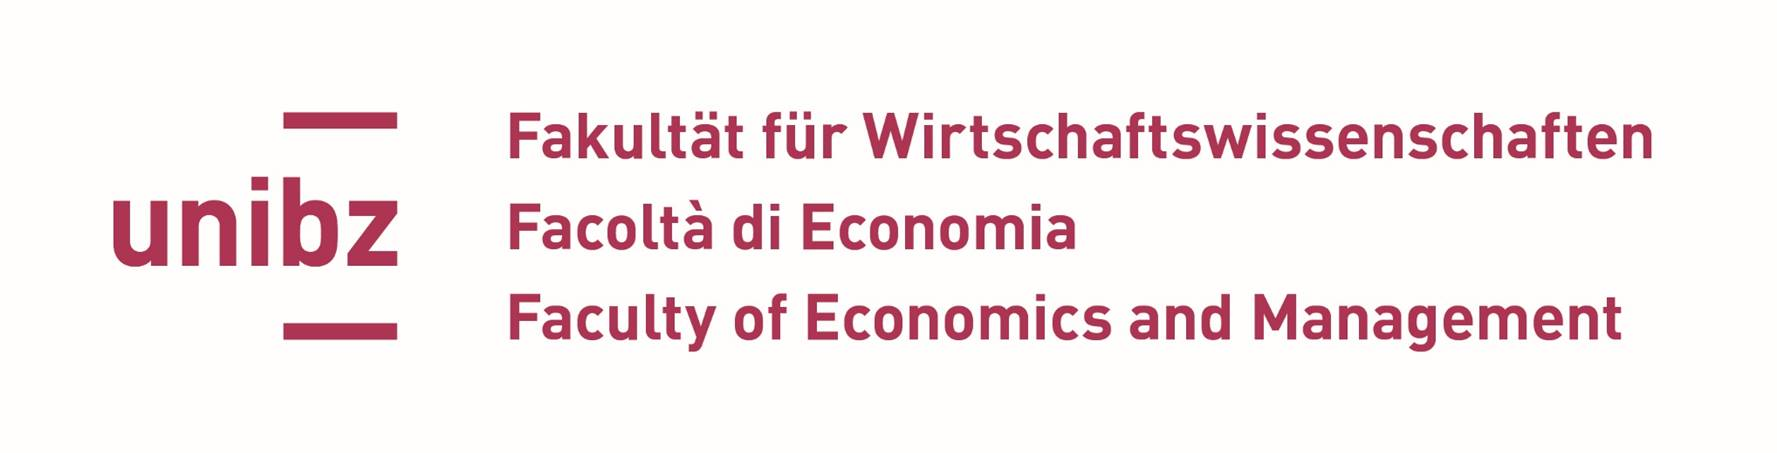 unibz
Fakultät für Wirtschaftswissenschaften
Facoltà di Economia
Faculty of Economics and Management